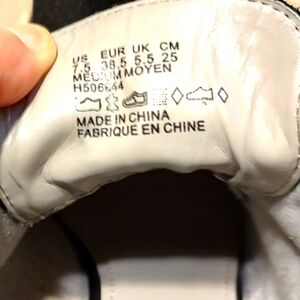 US EUR UK CM
7.5 38.5 5.5 25
MEDIUM MOYEN
MADE IN CHINA
FABRIQUE EN CHINE